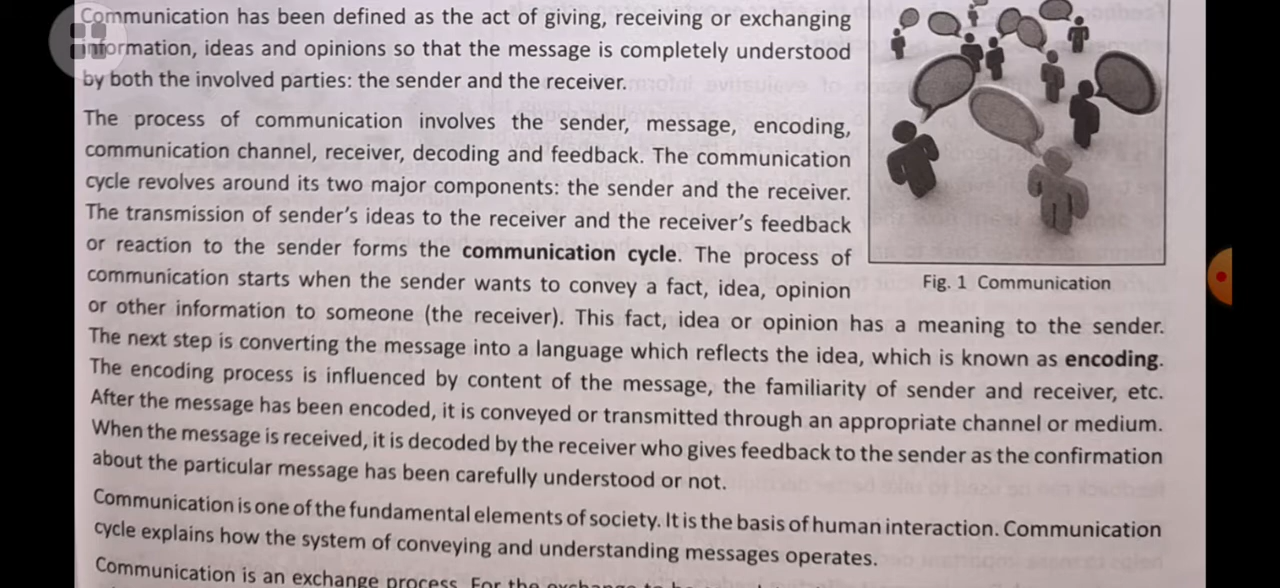 Communication has been defined as the act of giving, receiving or exchanging
information, ideas and opinions so that the message is completely understood
by both the involved parties: the sender and the receiver.
The process of communication involves the sender, message, encoding,
communication channel, receiver, decoding and feedback. The communication
cycle revolves around its two major components: the sender and the receiver.
The transmission of sender's ideas to the receiver and the receiver's feedback
or reaction to the sender forms the communication cycle. The process of
communication starts when the sender wants to convey a fact, idea, opinion
Fig. 1 Communication
or other information to someone (the receiver). This fact, idea or opinion has a meaning to the sender.
The next step is converting the message into a language which reflects the idea, which is known as encoding.
The encoding process is influenced by content of the message, the familiarity of sender and receiver, etc.
After the message has been encoded, it is conveyed or transmitted through an appropriate channel or medium.
When the message is received, it is decoded by the receiver who gives feedback to the sender as the confirmation
about the particular message has been carefully understood or not.
Communication is one of the fundamental elements of society. It is the basis of human interaction. Communication
cycle explains how the system of conveying and understanding messages operates.
Communication is an exchange process. For the exchange to be